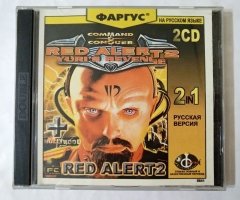 ФАРГУС®
НА РУССКОМ ЯЗЫКЕ
2CD
COMMAND
CONQUER
RED ALERT 2
YURI'S REVENGE
2 IN 1
РУССКАЯ
ВЕРСИЯ
RED ALERT2
DOUBLE